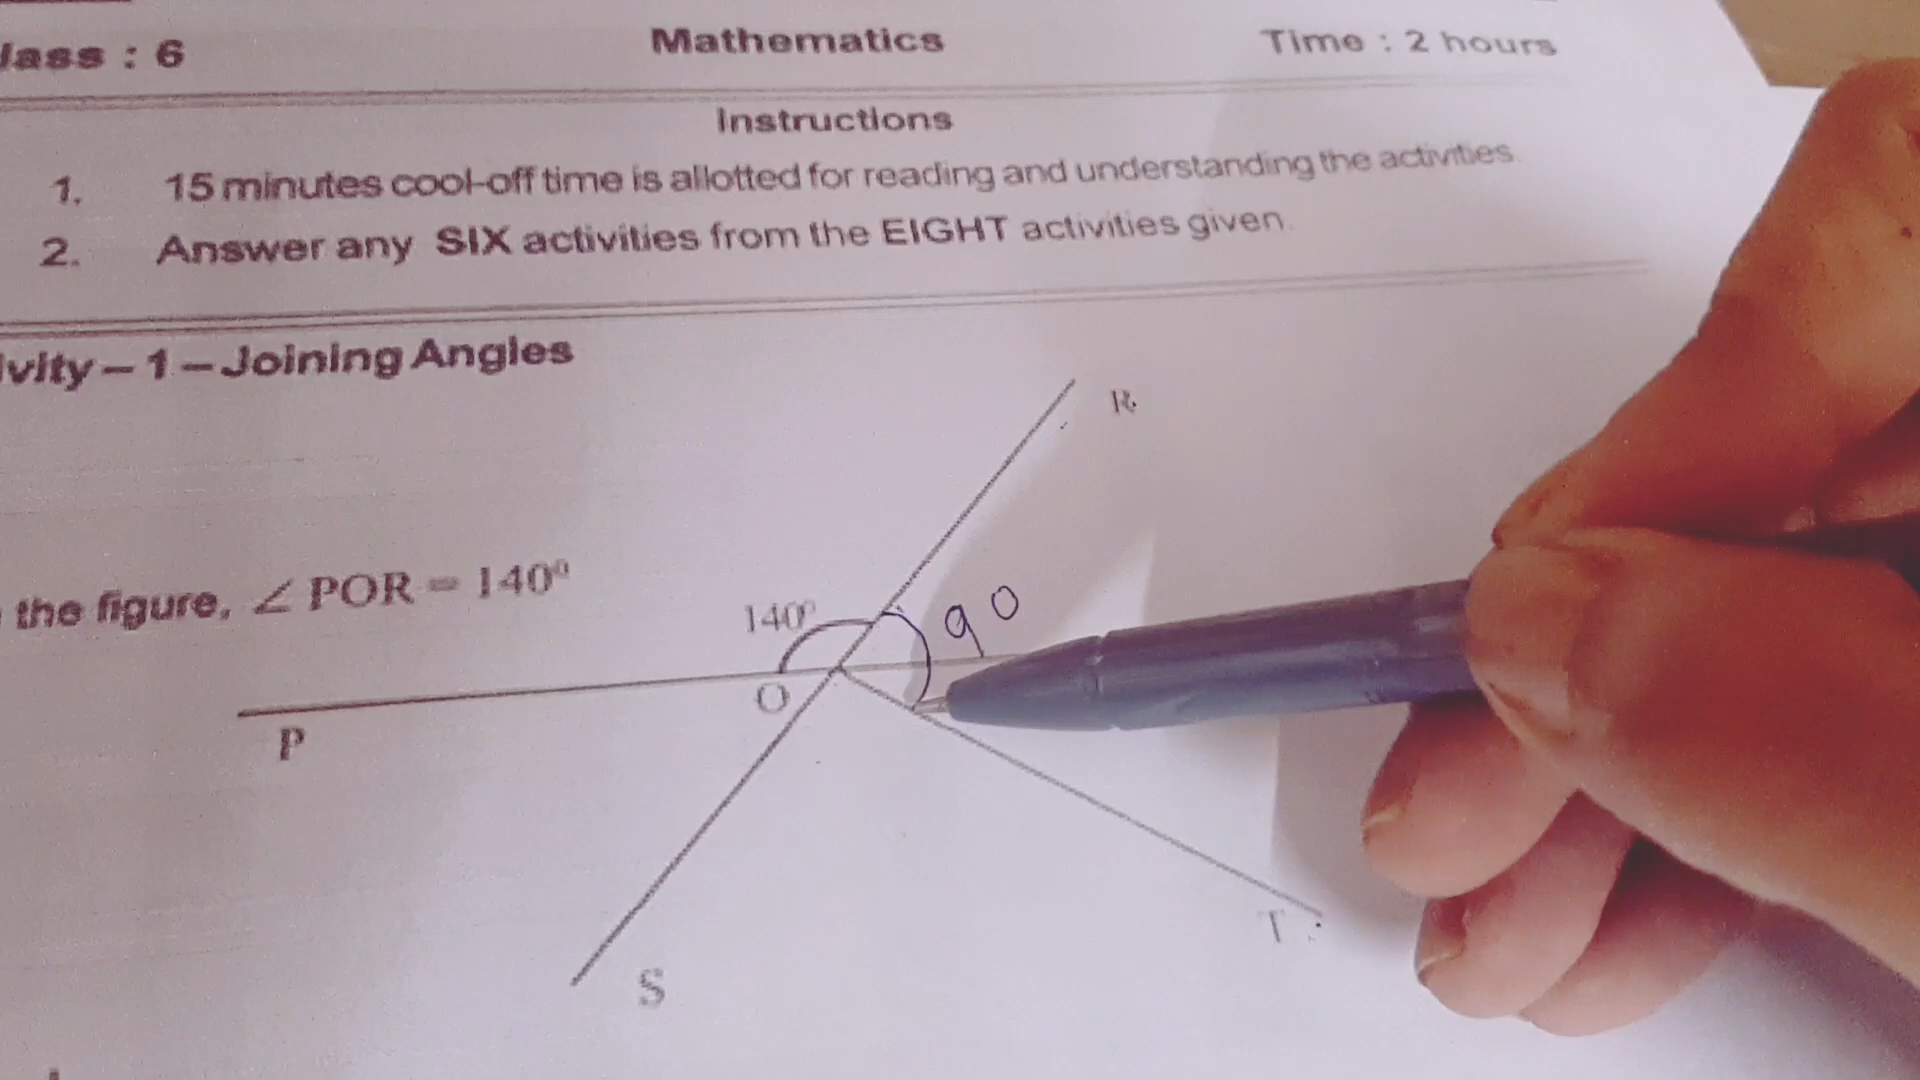 lass : 6 Mathematics Time : 2 hours
Instructions
1. 15 minutes cool-off time is allotted for reading and understanding the activities.
2. Answer any SIX activities from the EIGHT activities given.
ivity – 1 – Joining Angles
R
the figure, ∠ POR = 140⁰
140⁰ 90
O
P
T
S